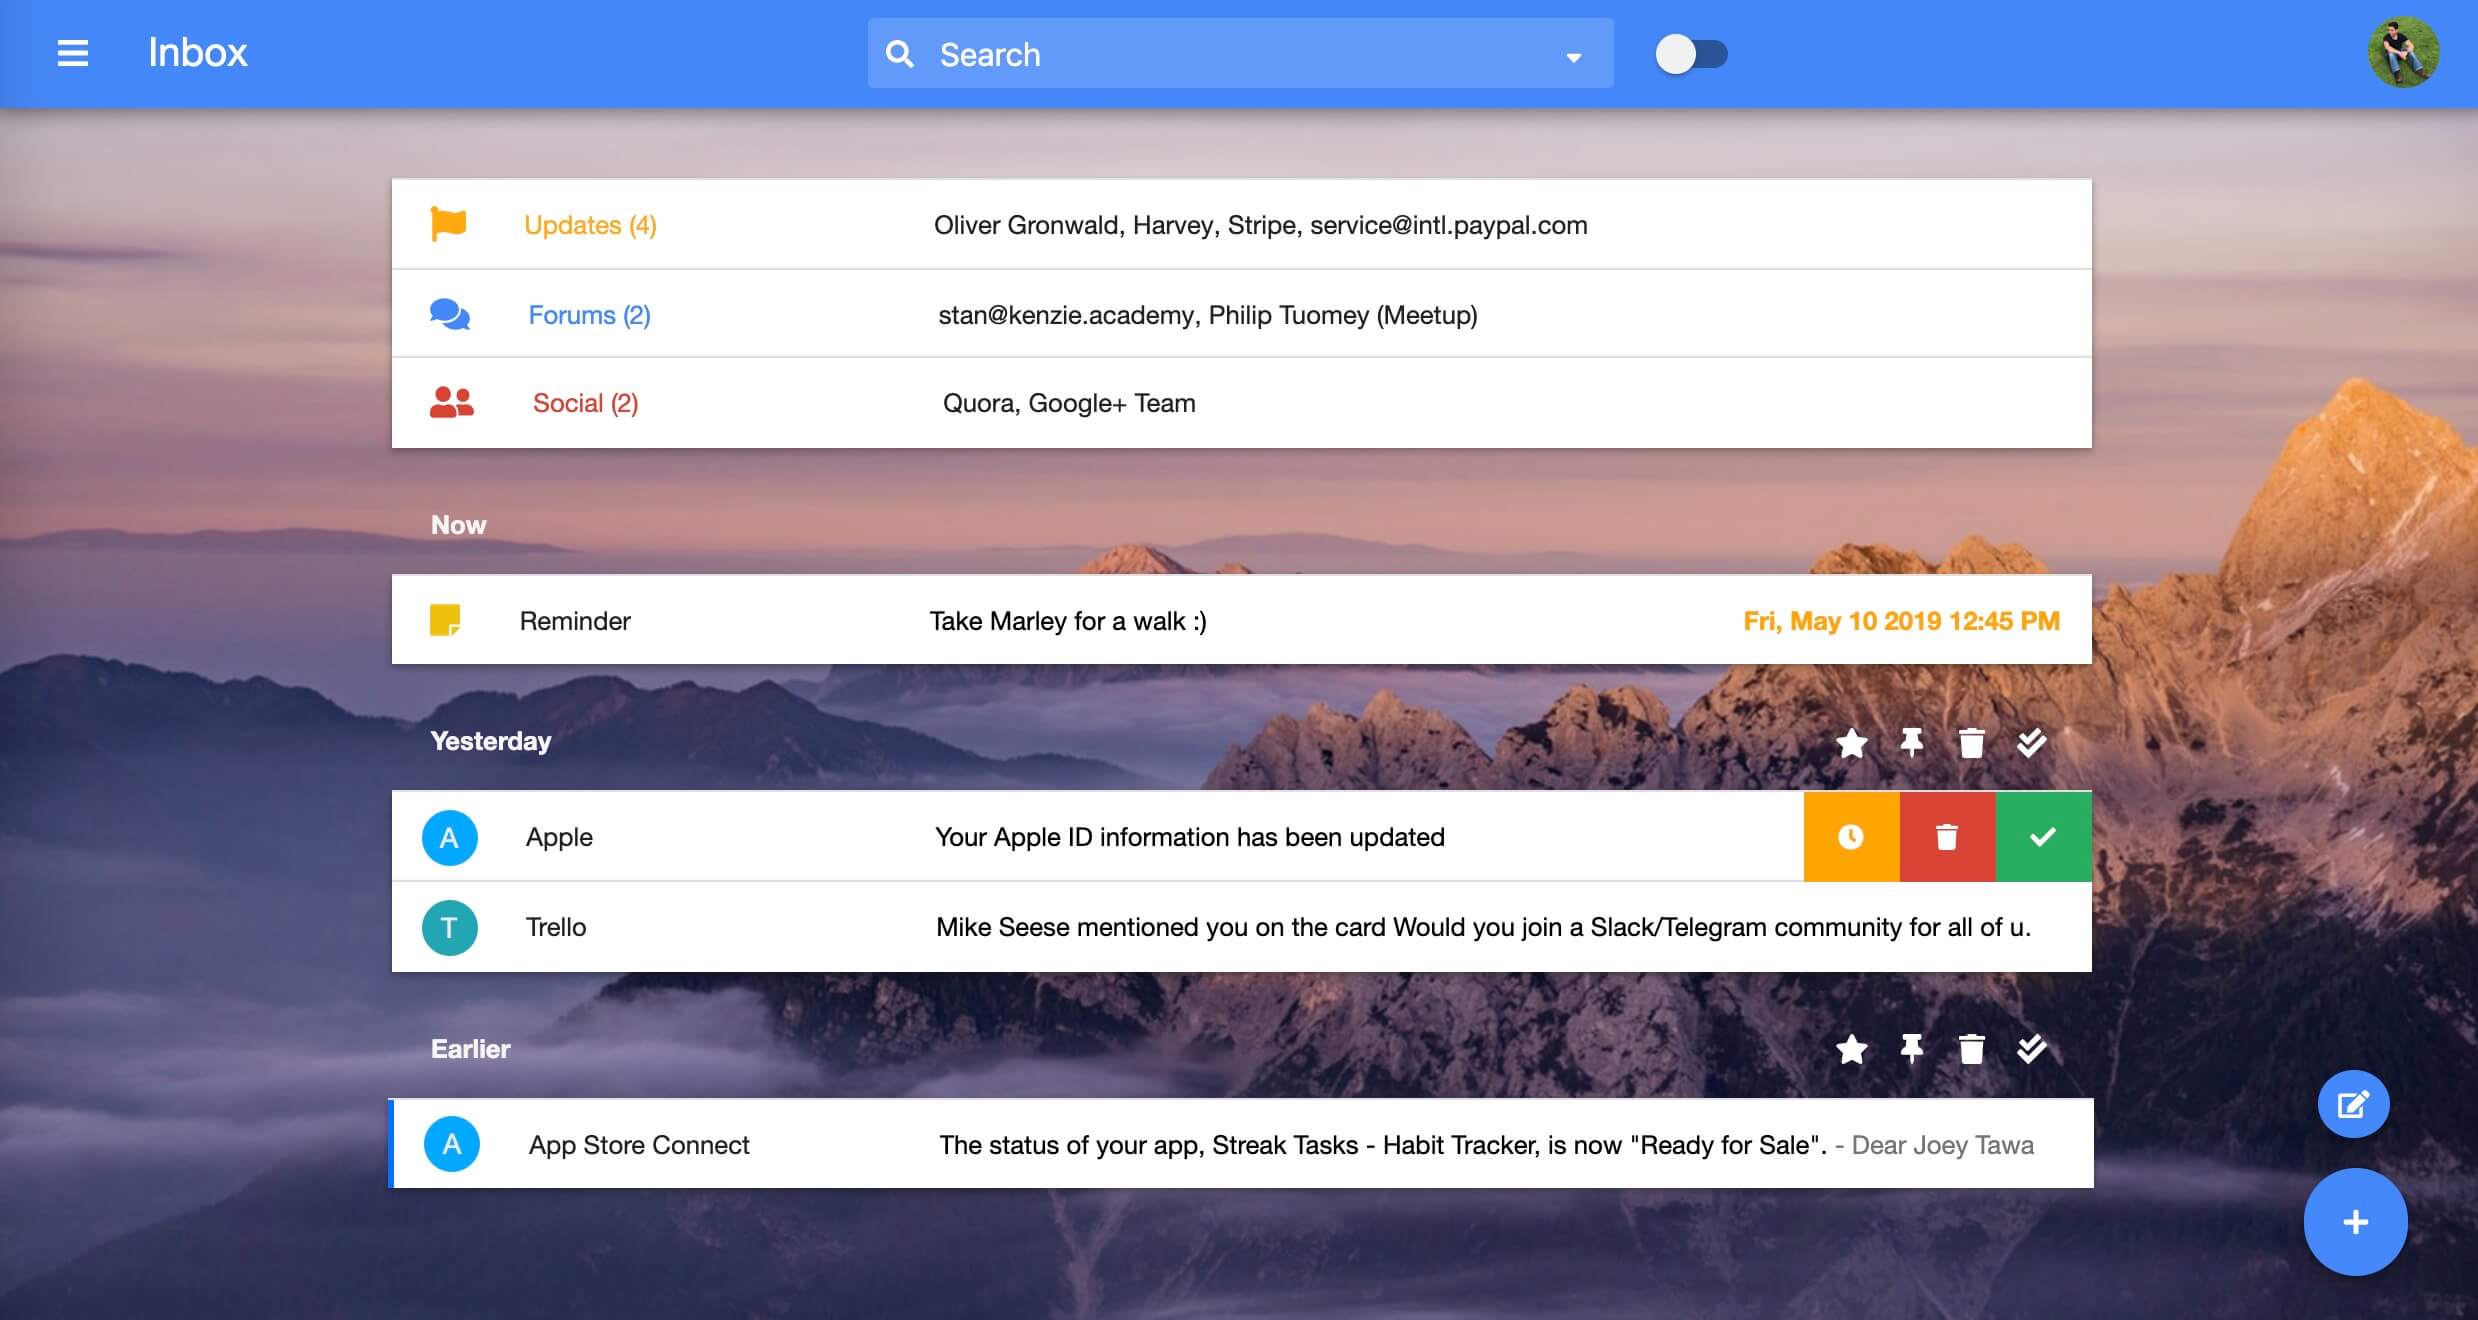 Inbox Search
Updates (4) Oliver Gronwald, Harvey, Stripe, service@intl.paypal.com
Forums (2) stan@kenzie.academy, Philip Tuomey (Meetup)
Social (2) Quora, Google+ Team
Now
Reminder Take Marley for a walk :) Fri, May 10 2019 12:45 PM
Yesterday
A Apple Your Apple ID information has been updated
T Trello Mike Seese mentioned you on the card Would you join a Slack/Telegram community for all of u.
Earlier
A App Store Connect The status of your app, Streak Tasks - Habit Tracker, is now "Ready for Sale". - Dear Joey Tawa